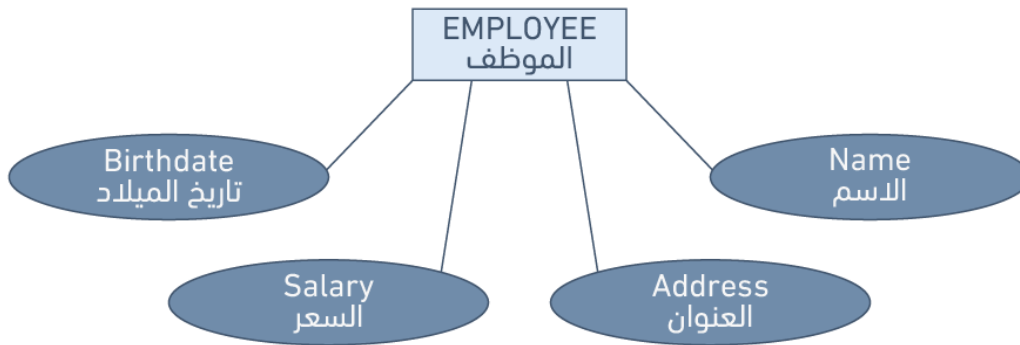 EMPLOYEE
الموظف
Birthdate
تاريخ الميلاد
Name
الاسم
Salary
السعر
Address
العنوان